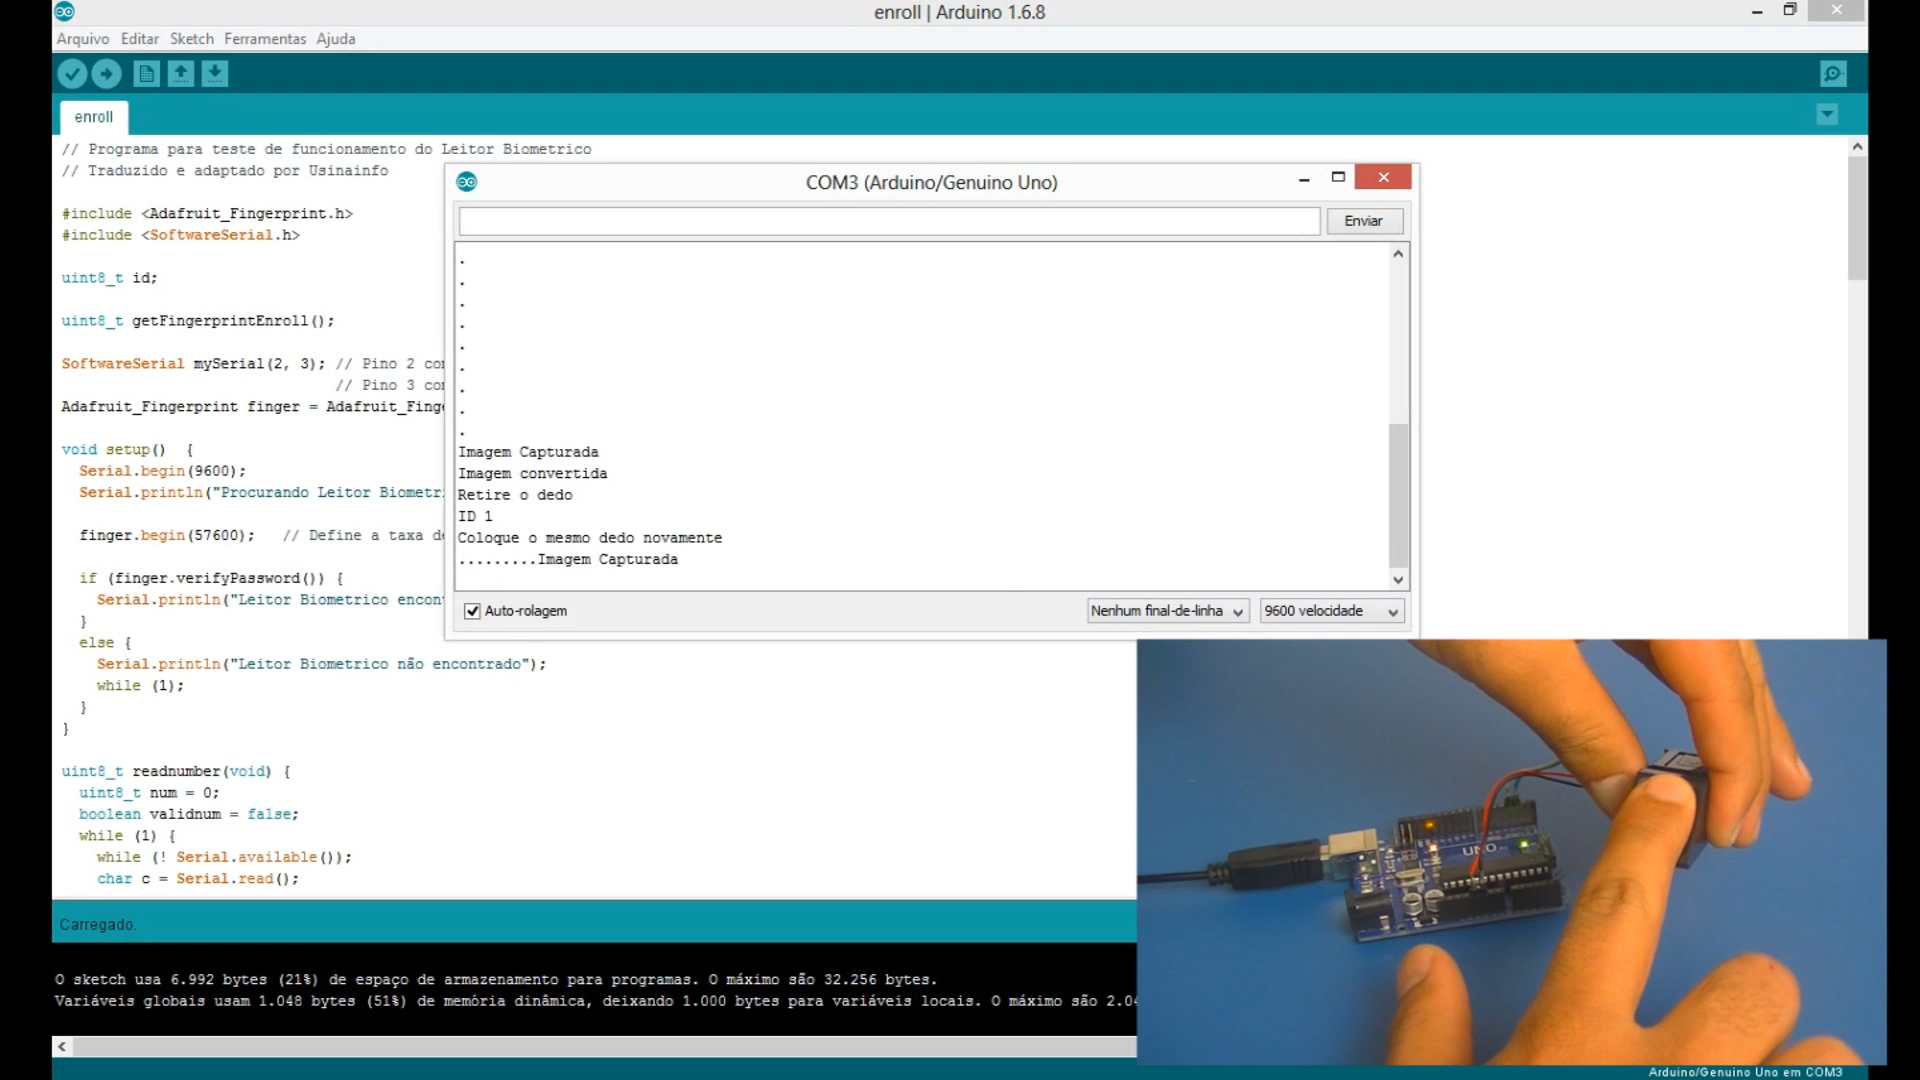 enroll | Arduino 1.6.8
Arquivo Editar Sketch Ferramentas Ajuda
enroll
// Programa para teste de funcionamento do Leitor Biometrico
// Traduzido e adaptado por Usinainfo
#include <Adafruit_Fingerprint.h>
#include <SoftwareSerial.h>
uint8_t id;
uint8_t getFingerprintEnroll();
SoftwareSerial mySerial(2, 3); // Pino 2 co
// Pino 3 co
Adafruit_Fingerprint finger = Adafruit_Fing
void setup() {
Serial.begin(9600);
Serial.println("Procurando Leitor Biometr
finger.begin(57600); // Define a taxa d
if (finger.verifyPassword()) {
Serial.println("Leitor Biometrico encon
}
else {
Serial.println("Leitor Biometrico não encontrado");
while (1);
}
}
uint8_t readnumber(void) {
uint8_t num = 0;
boolean validnum = false;
while (1) {
while (! Serial.available());
char c = Serial.read();
COM3 (Arduino/Genuino Uno)
Enviar
.
.
.
.
.
.
.
.
.
Imagem Capturada
Imagem convertida
Retire o dedo
ID 1
Coloque o mesmo dedo novamente
.........Imagem Capturada
Auto-rolagem
Nenhum final-de-linha
9600 velocidade
UNO
Carregado.
O sketch usa 6.992 bytes (21%) de espaço de armazenamento para programas. O máximo são 32.256 bytes.
Variáveis globais usam 1.048 bytes (51%) de memória dinâmica, deixando 1.000 bytes para variáveis locais. O máximo são 2.04
Arduino/Genuino Uno em COM3